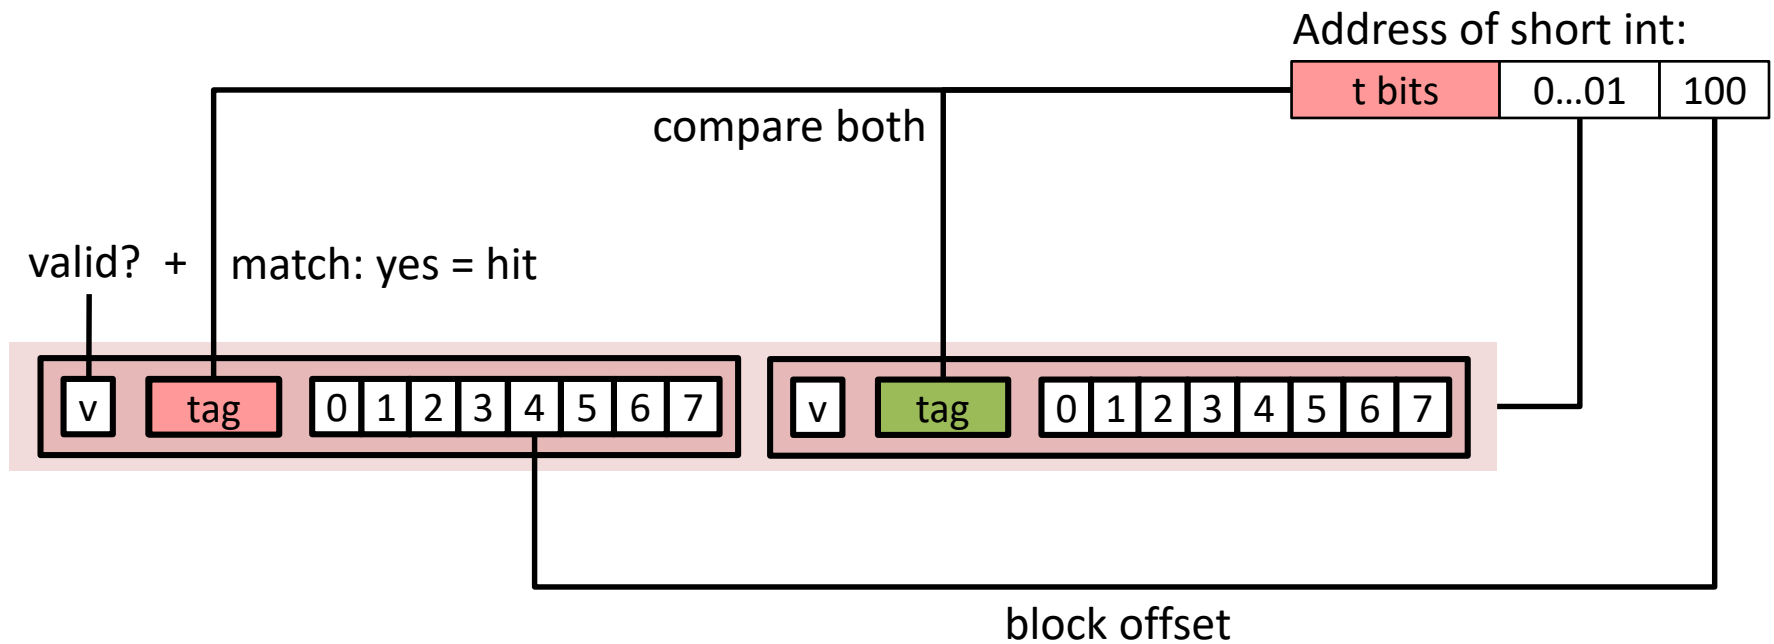 Address of short int:
t bits 0...01 100
compare both
valid? + match: yes = hit
v tag 0 1 2 3 4 5 6 7 v tag 0 1 2 3 4 5 6 7
block offset